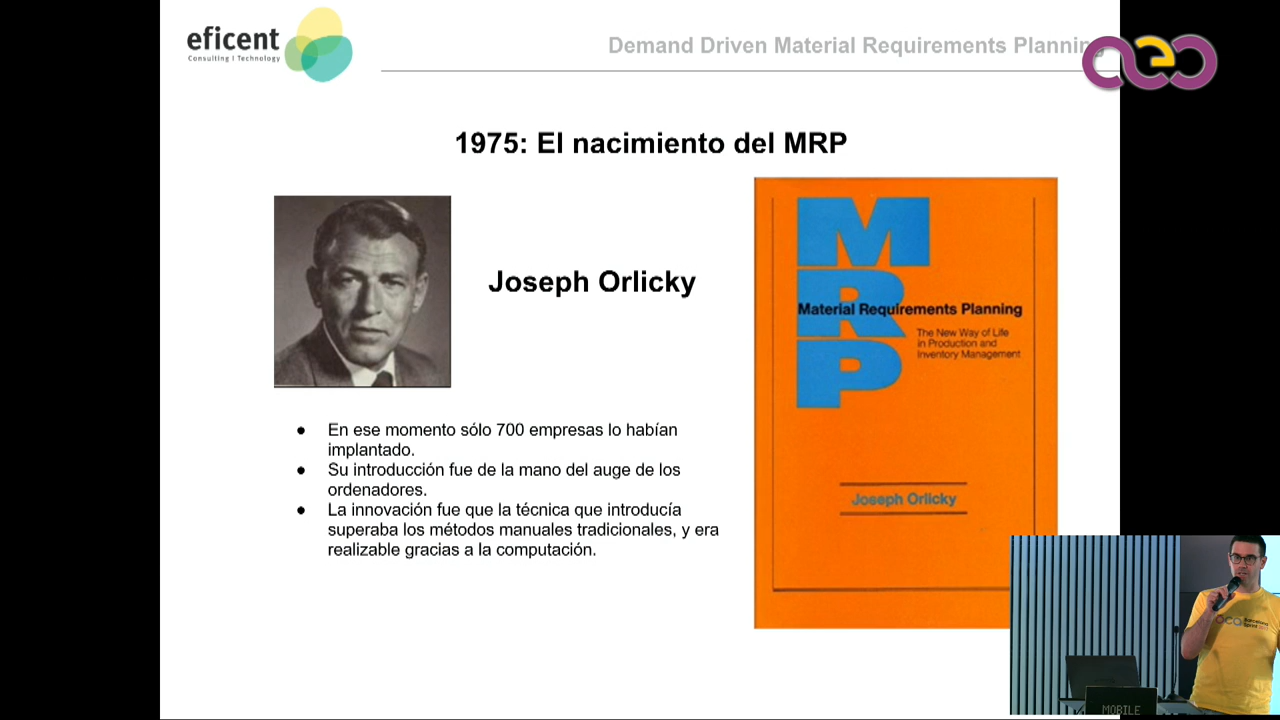 eficent
Consulting | Technology
Demand Driven Material Requirements Planning
1975: El nacimiento del MRP
Joseph Orlicky
MRP
Material Requirements Planning
The New Way of Life
in Production and
Inventory Management
Joseph Orlicky
● En ese momento sólo 700 empresas lo habían
implantado.
● Su introducción fue de la mano del auge de los
ordenadores.
● La innovación fue que la técnica que introducía
superaba los métodos manuales tradicionales, y era
realizable gracias a la computación.
MOBILE